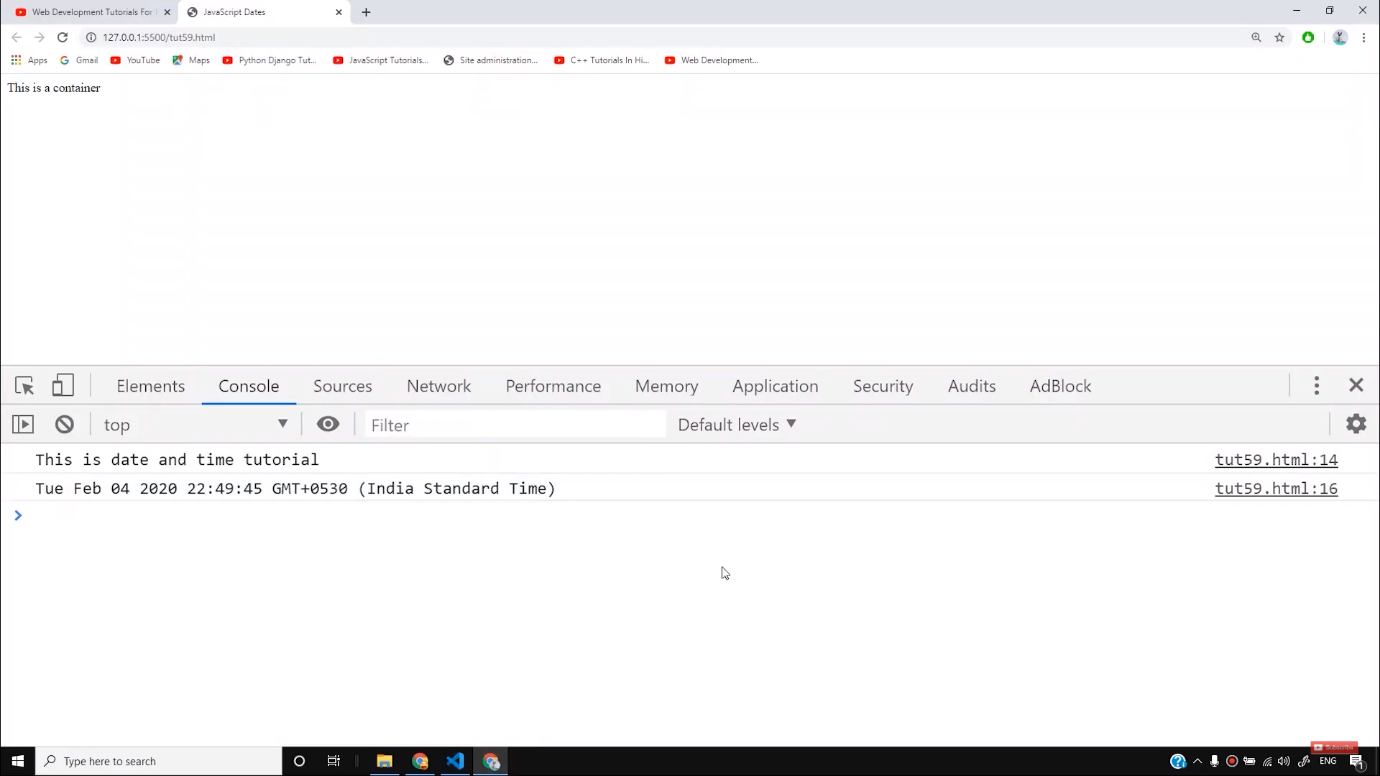 Web Development Tutorials For
JavaScript Dates
127.0.0.1:5500/tut59.html
Apps Gmail YouTube Maps Python Django Tut... JavaScript Tutorials... Site administration... C++ Tutorials In Hi... Web Development...
This is a container
Elements Console Sources Network Performance Memory Application Security Audits AdBlock
top Filter Default levels
This is date and time tutorial tut59.html:14
Tue Feb 04 2020 22:49:45 GMT+0530 (India Standard Time) tut59.html:16
Subscribe
Type here to search ENG 1